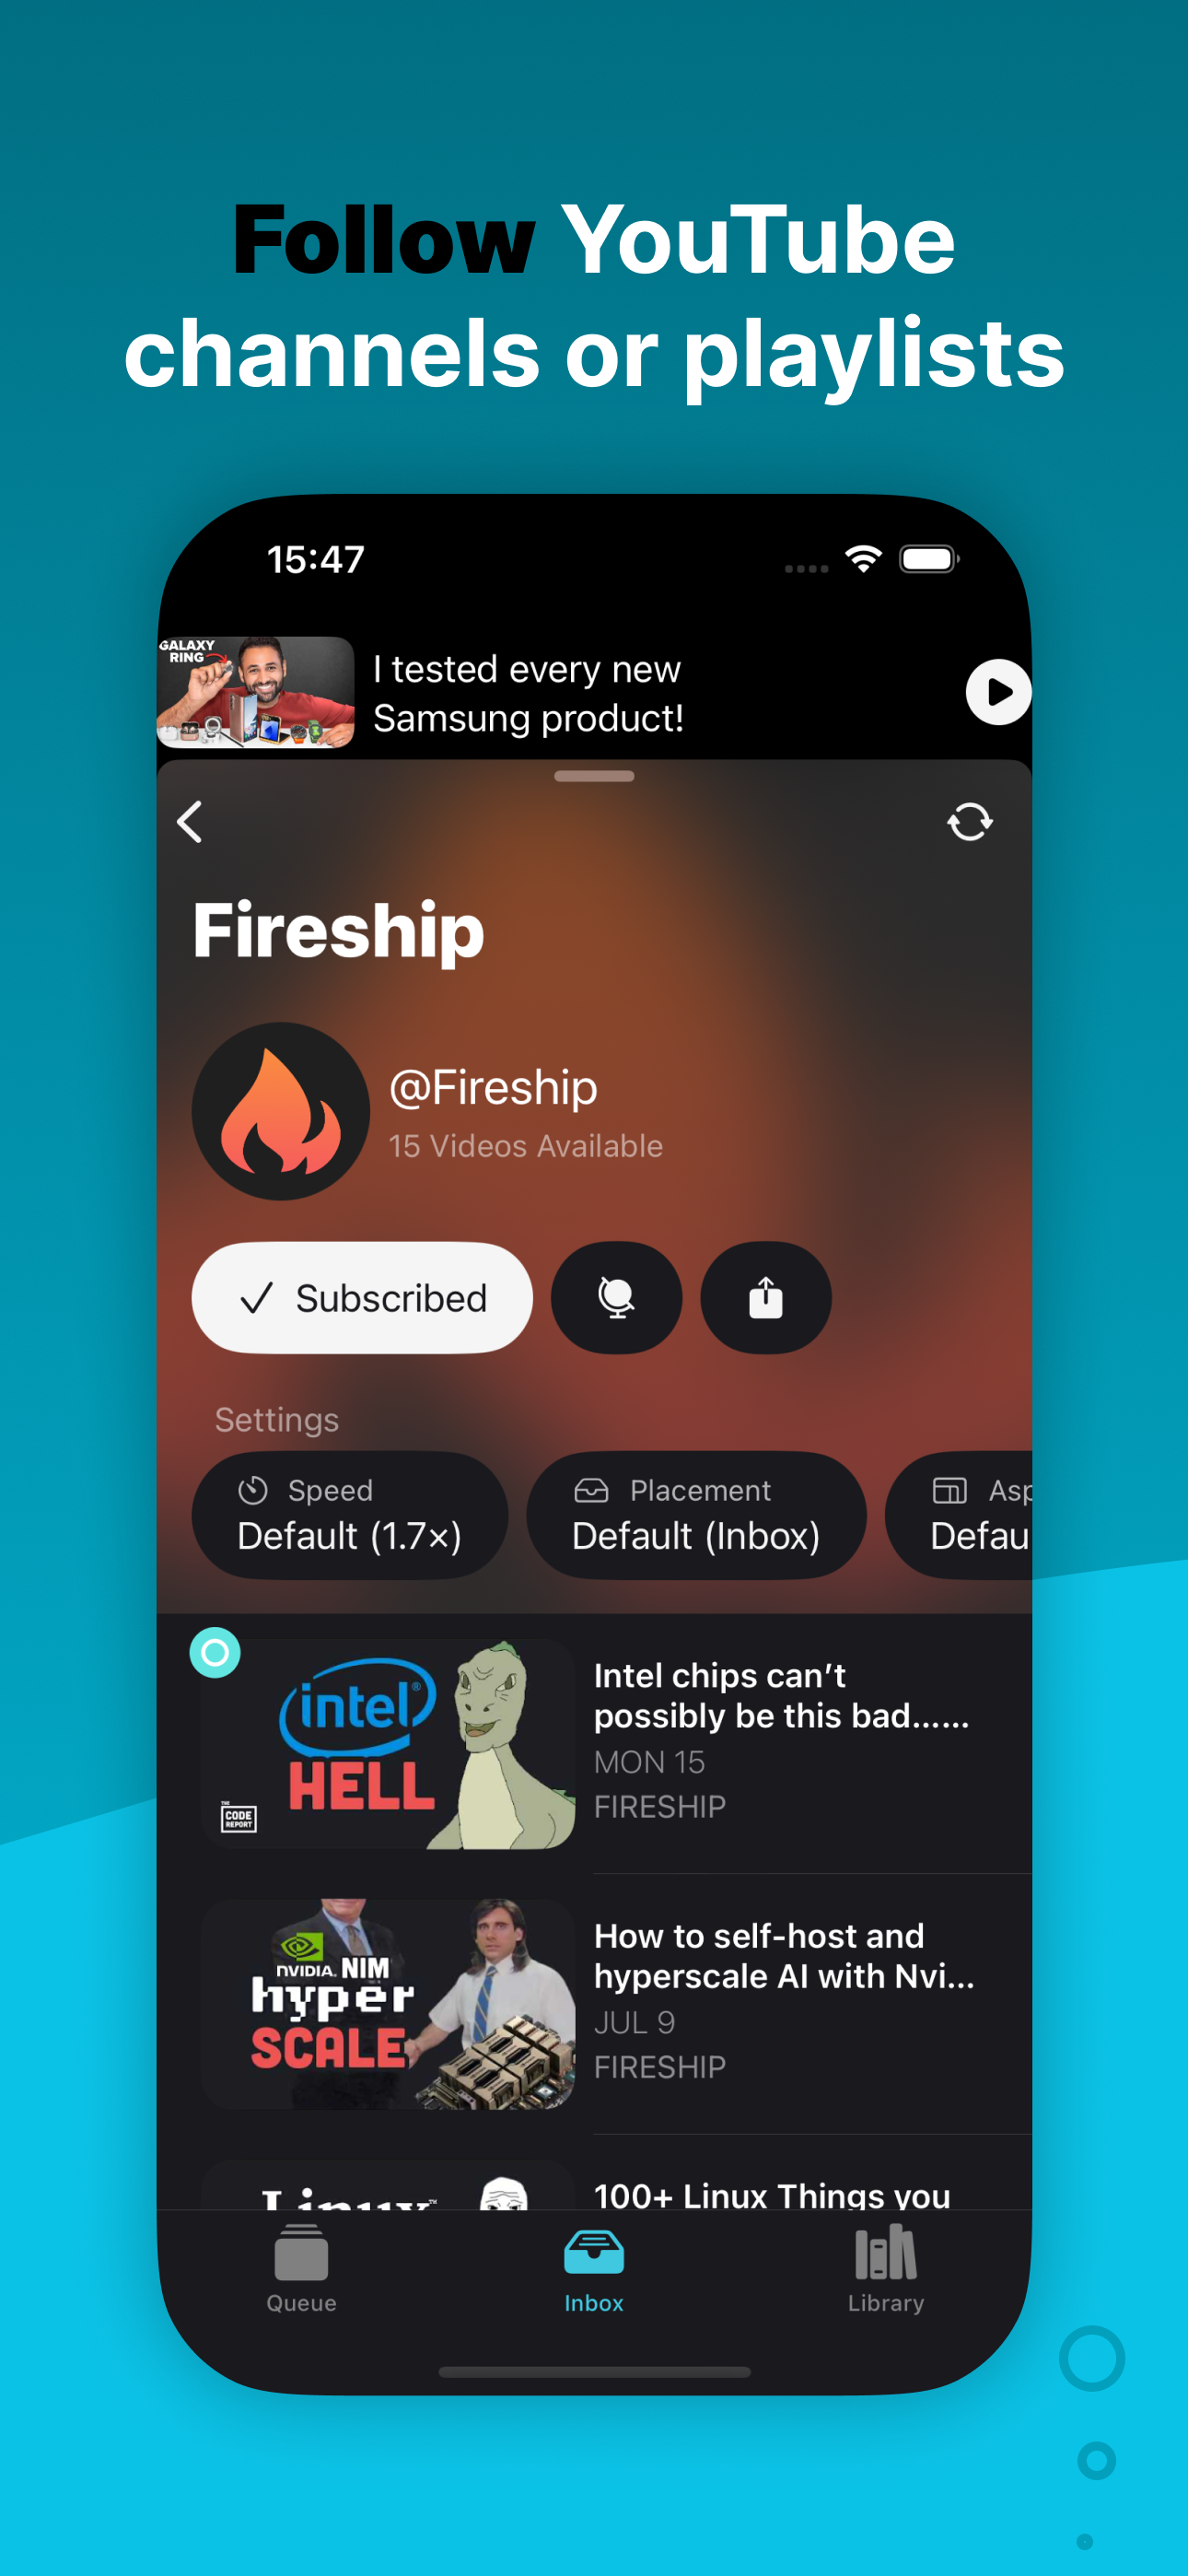 Follow YouTube
channels or playlists
15:47
GALAXY
RING
I tested every new
Samsung product!
Fireship
@Fireship
15 Videos Available
Subscribed
Settings
Speed
Default (1.7×)
Placement
Default (Inbox)
Asp
Defau
intel®
HELL
THE
CODE
REPORT
Intel chips can’t
possibly be this bad......
MON 15
FIRESHIP
NVIDIA. NIM
hyper
SCALE
How to self-host and
hyperscale AI with Nvi...
JUL 9
FIRESHIP
Linux™
100+ Linux Things you
Queue
Inbox
Library